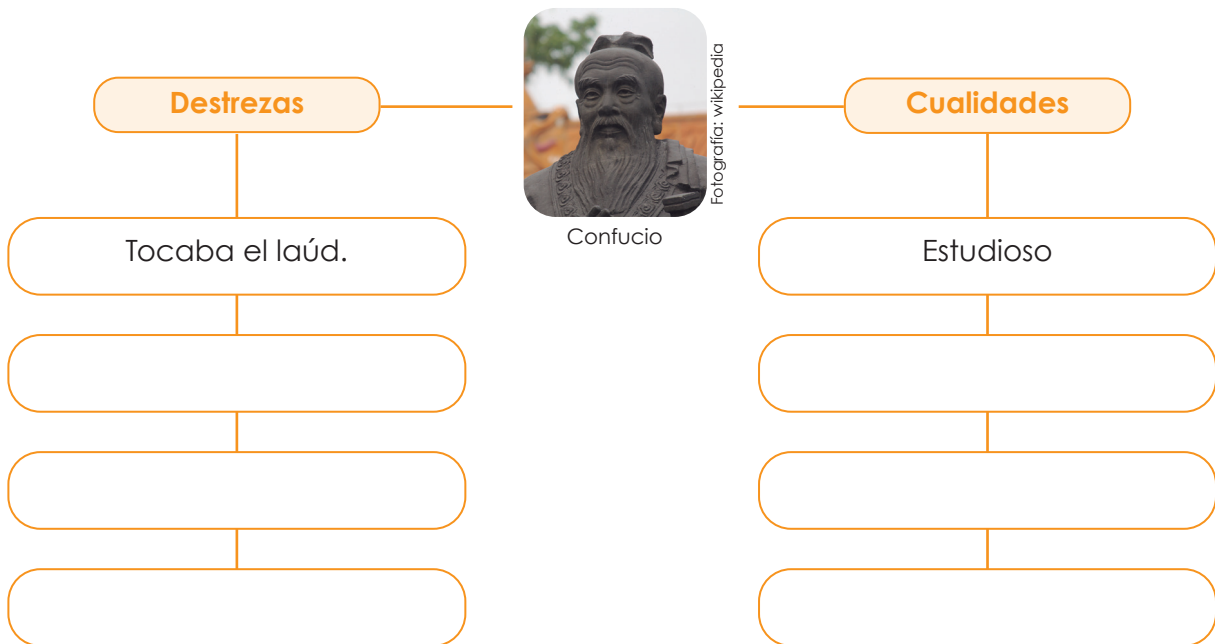 Destrezas
Cualidades
Fotografía: wikipedia
Confucio
Tocaba el laúd.
Estudioso